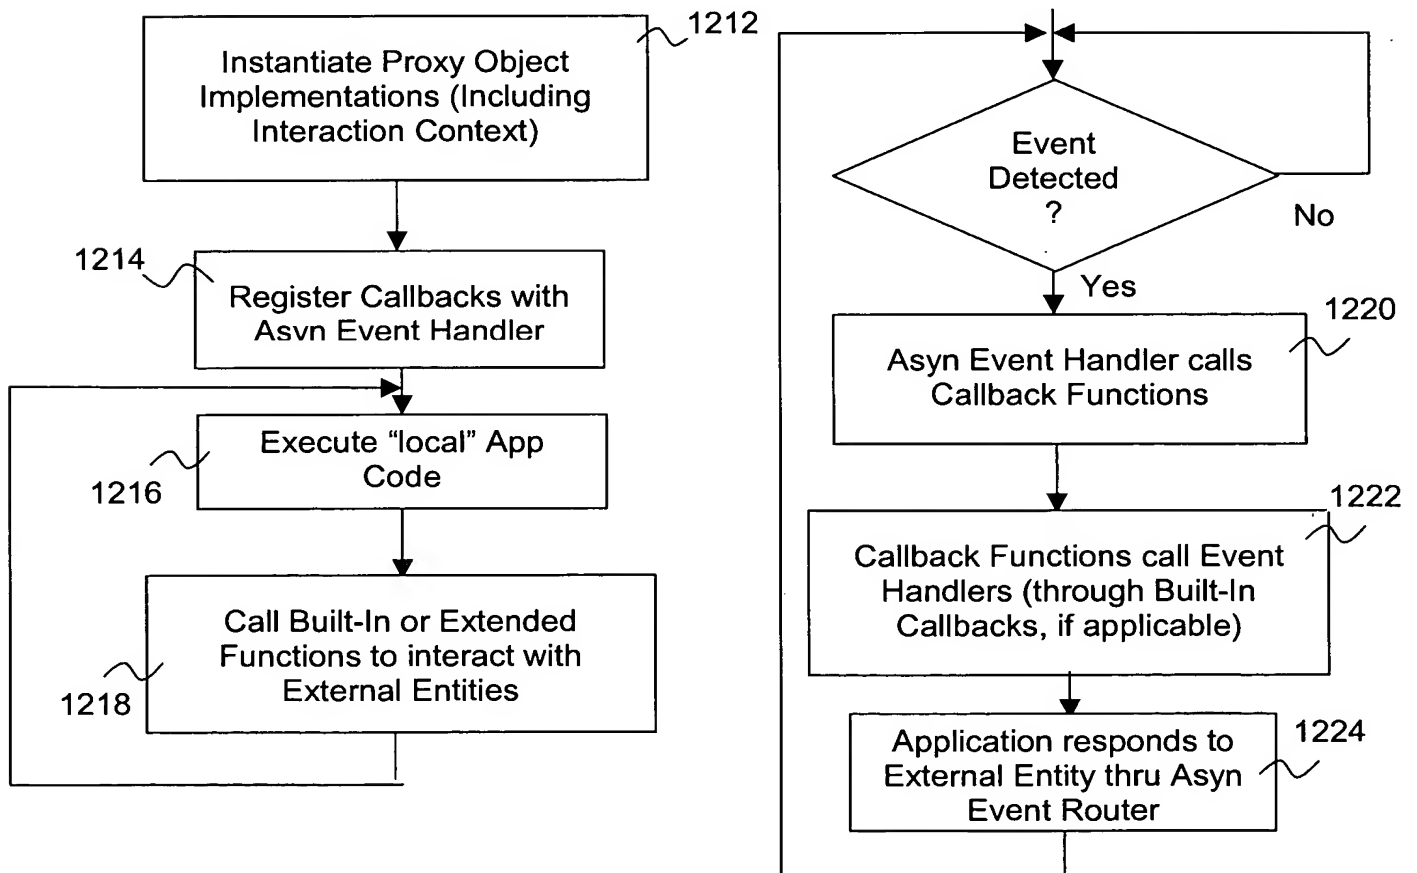 1212
Instantiate Proxy Object
Implementations (Including
Interaction Context)
1214
Register Callbacks with
Asyn Event Handler
Execute “local” App
Code
1216
Call Built-In or Extended
Functions to interact with
External Entities
1218
Event
Detected
?
No
Yes
1220
Asyn Event Handler calls
Callback Functions
1222
Callback Functions call Event
Handlers (through Built-In
Callbacks, if applicable)
1224
Application responds to
External Entity thru Asyn
Event Router